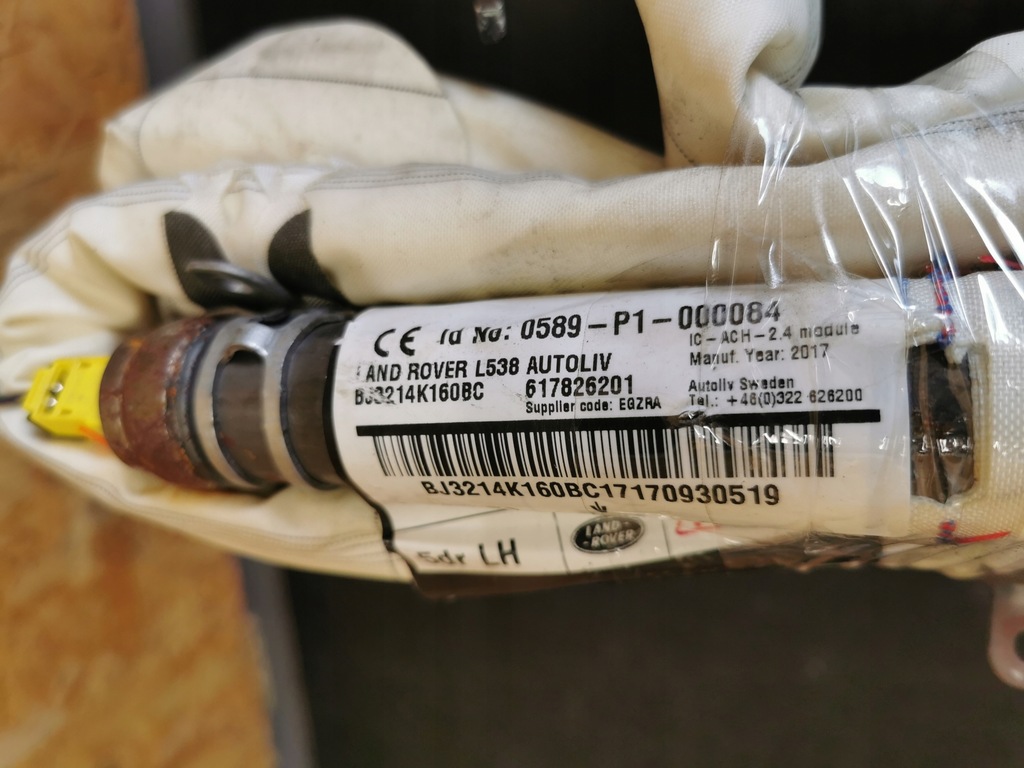 CE Id No: 0589-P1-000084
IC-ACH-2.4 module
LAND ROVER L538 AUTOLIV
Manuf. Year: 2017
BJ3214K160BC 617826201
Autoliv Sweden
Supplier code: EGZRA
Tel.: +46(0)322 626200
BJ3214K160BC17170930519
5dr LH
LAND ROVER